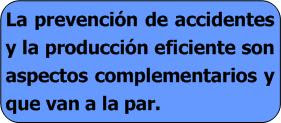 La prevención de accidentes
y la producción eficiente son
aspectos complementarios y
que van a la par.